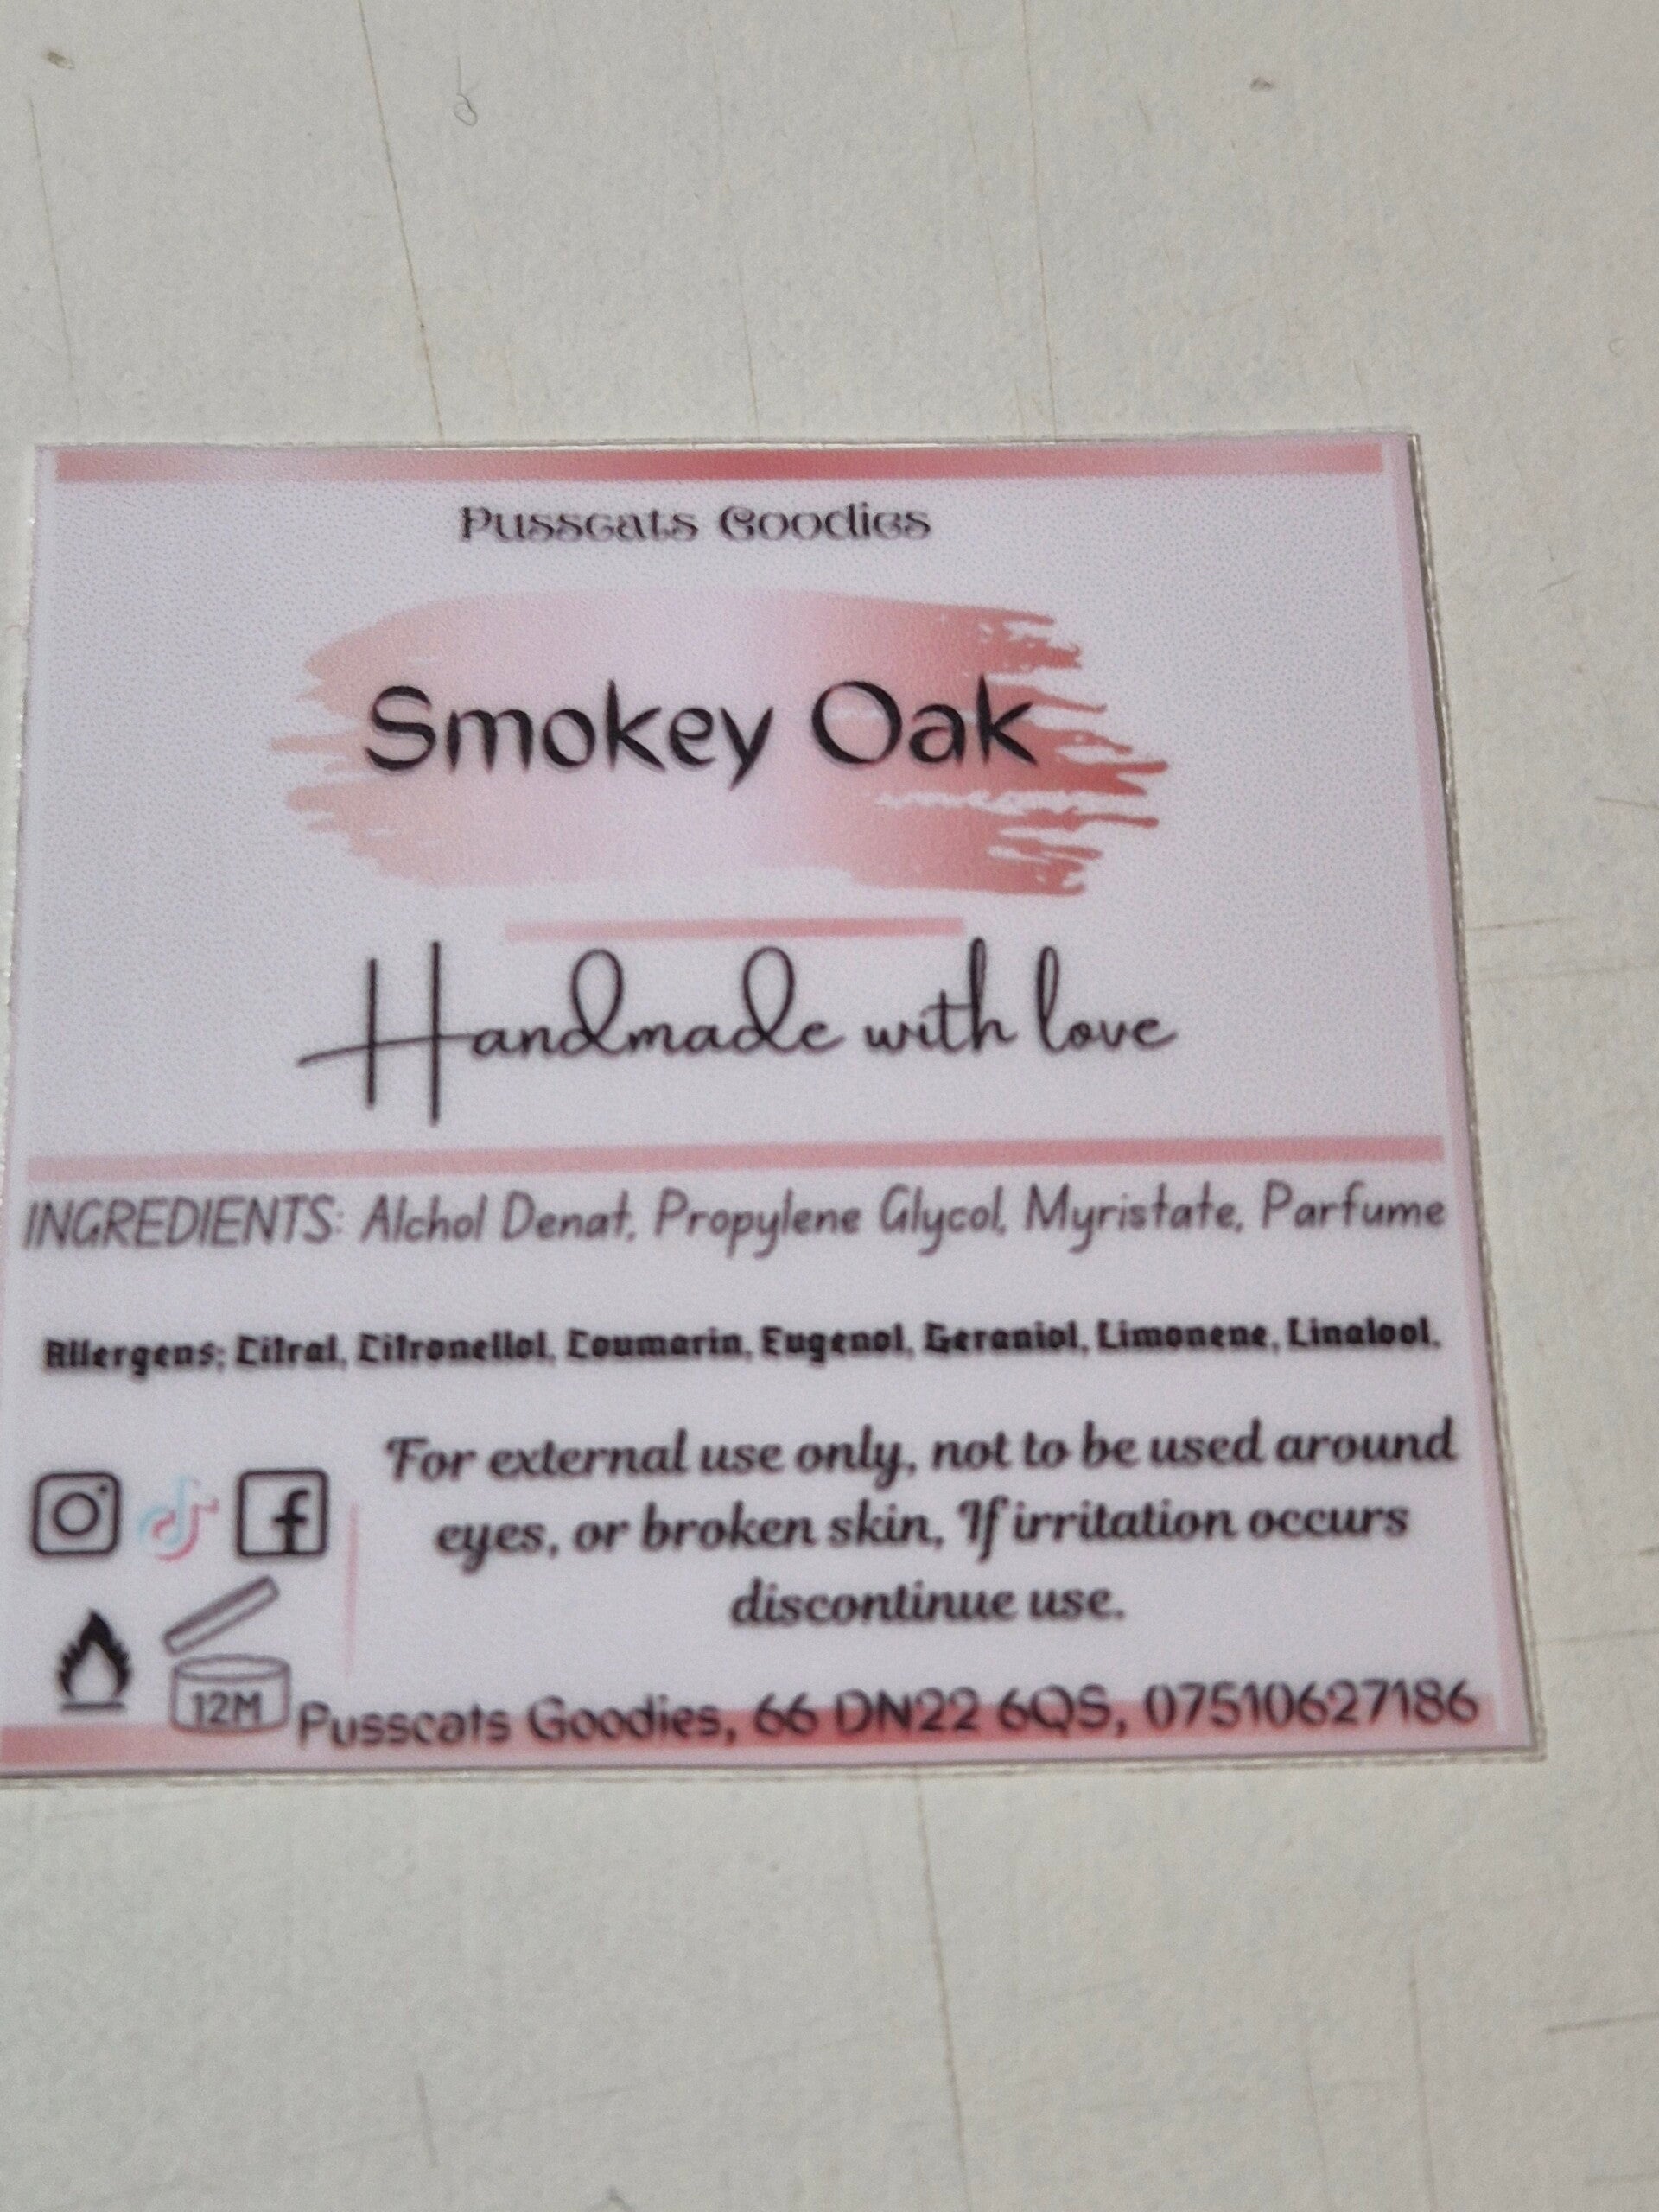 Pusscats Goodies
Smokey Oak
Handmade with love
INGREDIENTS: Alchol Denat, Propylene Glycol, Myristate, Parfume
Allergens; Citral, Citronellol, Coumarin, Eugenol, Geraniol, Limonene, Linalool.
For external use only, not to be used around
eyes, or broken skin, If irritation occurs
discontinue use.
12M
Pusscats Goodies, 66 DN22 6QS, 07510627186